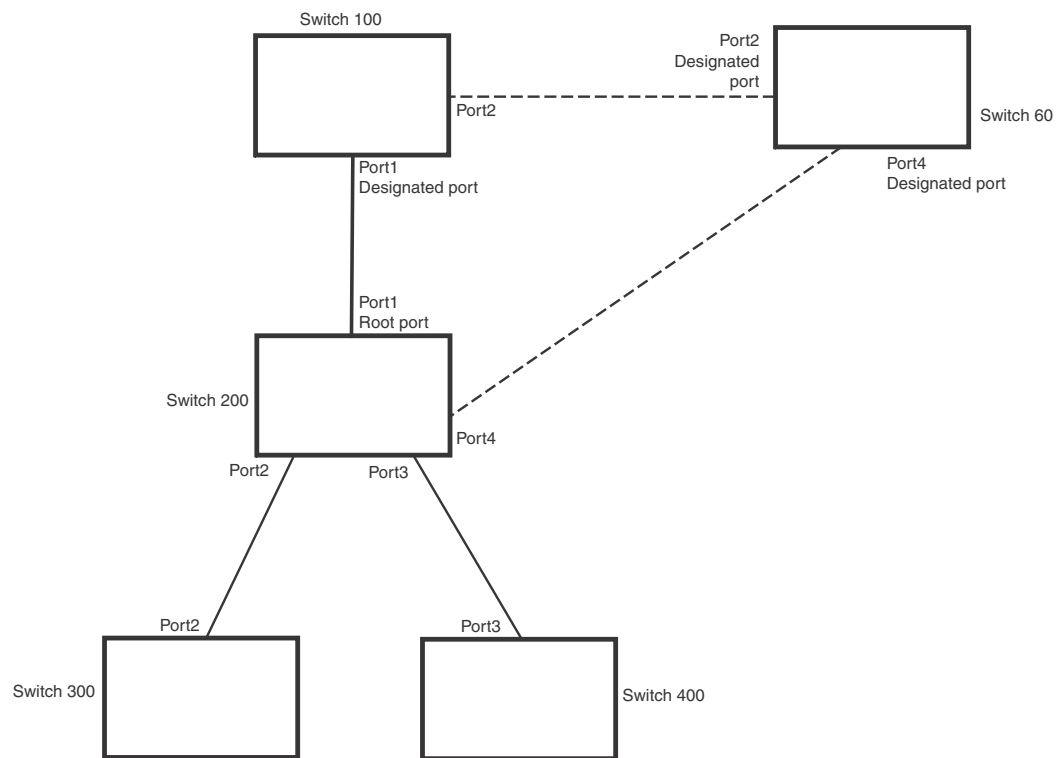 Switch 100
Port2
Designated
port
Port2
Switch 60
Port1
Designated port
Port4
Designated port
Port1
Root port
Switch 200
Port4
Port2
Port3
Port2
Port3
Switch 300
Switch 400